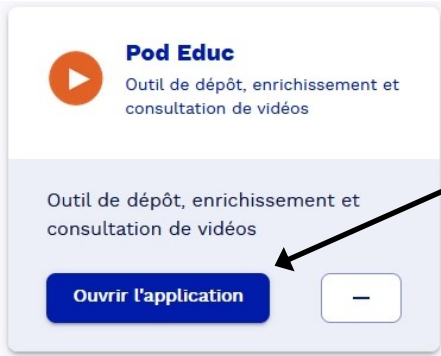 Pod Educ
Outil de dépôt, enrichissement et
consultation de vidéos
Outil de dépôt, enrichissement et
consultation de vidéos
Ouvrir l'application